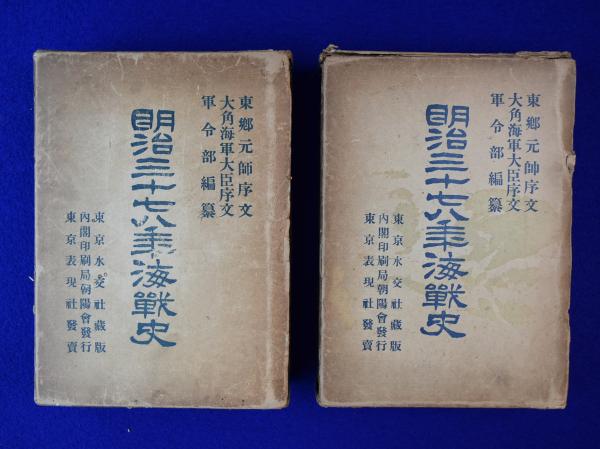 東鄕元師序文
大角海軍大臣序文
軍令部編纂
明治三十七八年海戰史
東京水交社藏版
內閣印刷局朝陽會發行
東京表現社發賣
東鄕元師序文
大角海軍大臣序文
軍令部編纂
明治三十七八年海戰史
東京水交社藏版
內閣印刷局朝陽會發行
東京表現社發賣